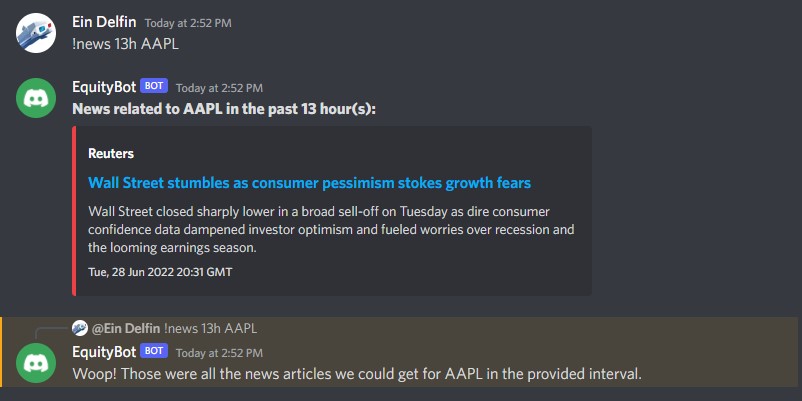 Ein Delfin Today at 2:52 PM
!news 13h AAPL
EquityBot BOT Today at 2:52 PM
News related to AAPL in the past 13 hour(s):
Reuters
Wall Street stumbles as consumer pessimism stokes growth fears
Wall Street closed sharply lower in a broad sell-off on Tuesday as dire consumer
confidence data dampened investor optimism and fueled worries over recession and
the looming earnings season.
Tue, 28 Jun 2022 20:31 GMT
@Ein Delfin !news 13h AAPL
EquityBot BOT Today at 2:52 PM
Woop! Those were all the news articles we could get for AAPL in the provided interval.